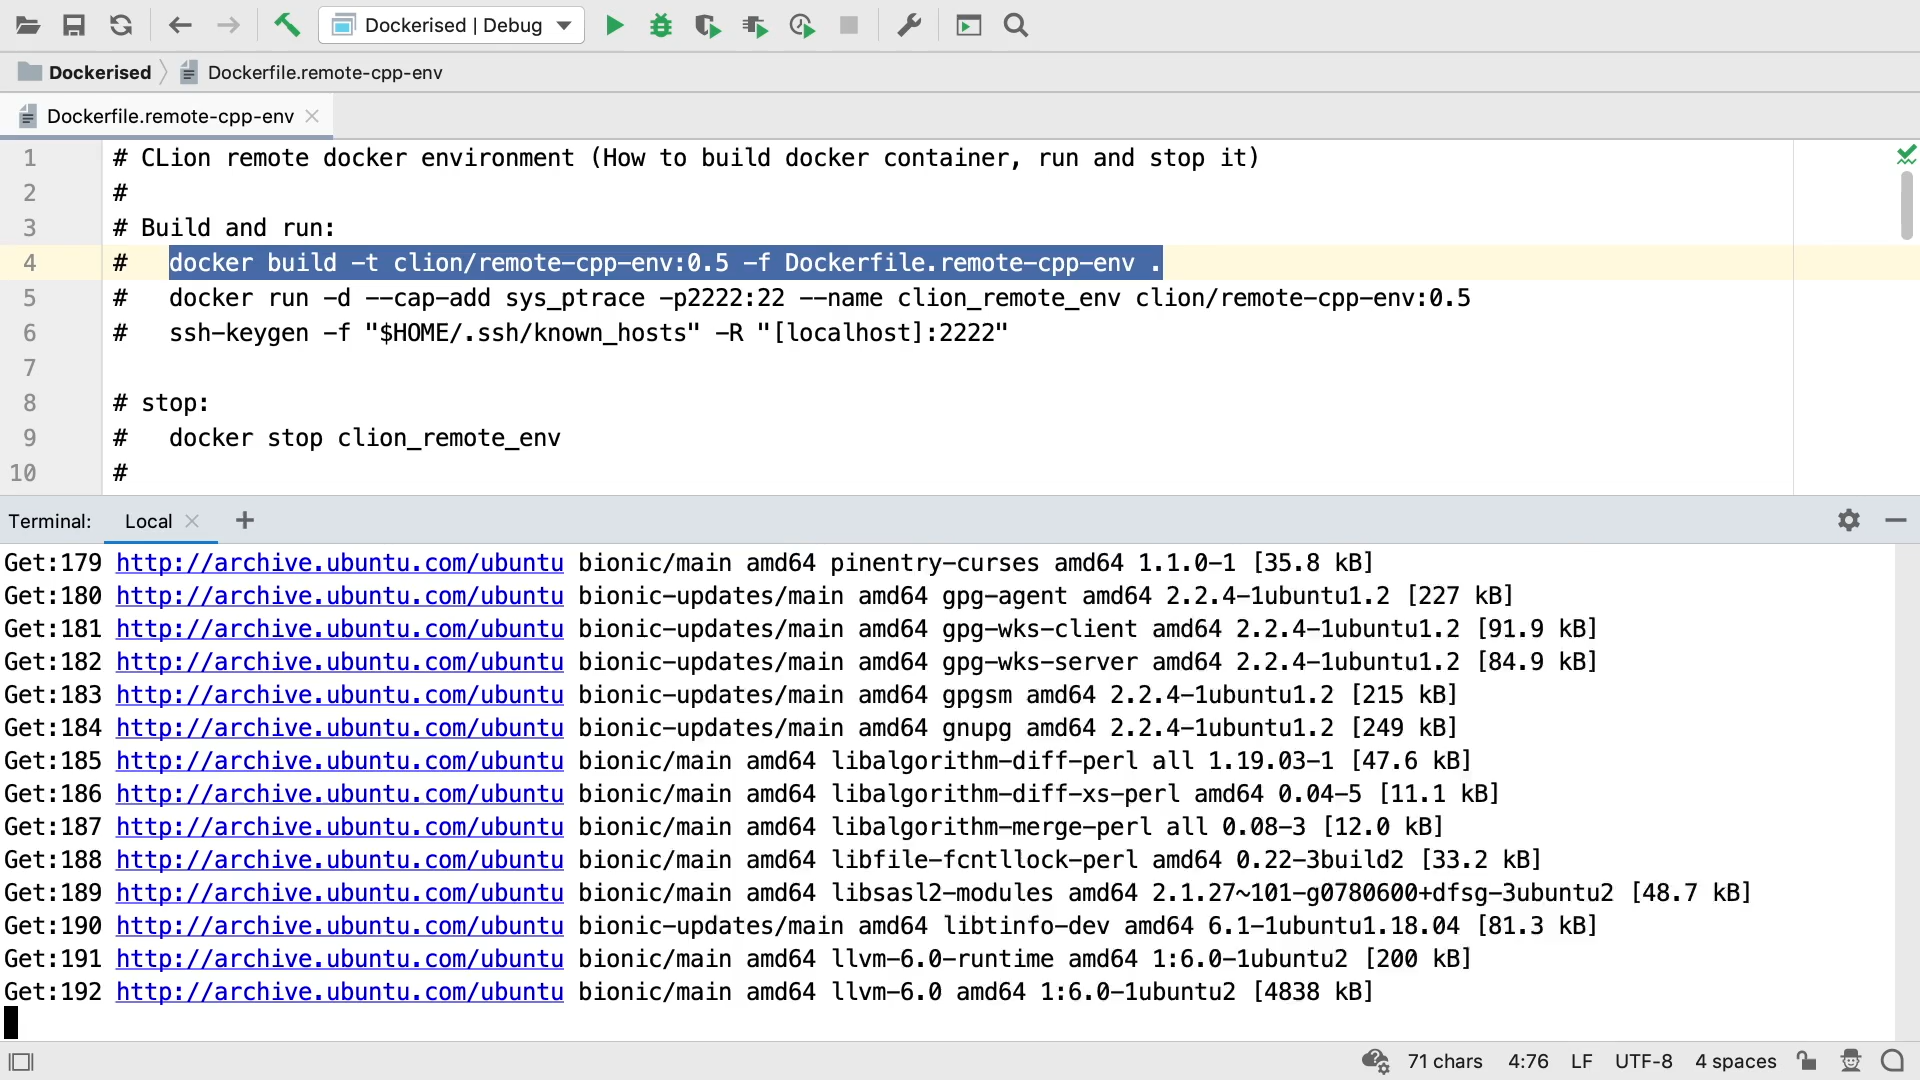 Dockerised | Debug
Dockerised
Dockerfile.remote-cpp-env
Dockerfile.remote-cpp-env
1 # CLion remote docker environment (How to build docker container, run and stop it)
2 #
3 # Build and run:
4 #   docker build -t clion/remote-cpp-env:0.5 -f Dockerfile.remote-cpp-env .
5 #   docker run -d --cap-add sys_ptrace -p2222:22 --name clion_remote_env clion/remote-cpp-env:0.5
6 #   ssh-keygen -f "$HOME/.ssh/known_hosts" -R "[localhost]:2222"
7
8 # stop:
9 #   docker stop clion_remote_env
10 #
Terminal: Local
Get:179 http://archive.ubuntu.com/ubuntu bionic/main amd64 pinentry-curses amd64 1.1.0-1 [35.8 kB]
Get:180 http://archive.ubuntu.com/ubuntu bionic-updates/main amd64 gpg-agent amd64 2.2.4-1ubuntu1.2 [227 kB]
Get:181 http://archive.ubuntu.com/ubuntu bionic-updates/main amd64 gpg-wks-client amd64 2.2.4-1ubuntu1.2 [91.9 kB]
Get:182 http://archive.ubuntu.com/ubuntu bionic-updates/main amd64 gpg-wks-server amd64 2.2.4-1ubuntu1.2 [84.9 kB]
Get:183 http://archive.ubuntu.com/ubuntu bionic-updates/main amd64 gpgsm amd64 2.2.4-1ubuntu1.2 [215 kB]
Get:184 http://archive.ubuntu.com/ubuntu bionic-updates/main amd64 gnupg amd64 2.2.4-1ubuntu1.2 [249 kB]
Get:185 http://archive.ubuntu.com/ubuntu bionic/main amd64 libalgorithm-diff-perl all 1.19.03-1 [47.6 kB]
Get:186 http://archive.ubuntu.com/ubuntu bionic/main amd64 libalgorithm-diff-xs-perl amd64 0.04-5 [11.1 kB]
Get:187 http://archive.ubuntu.com/ubuntu bionic/main amd64 libalgorithm-merge-perl all 0.08-3 [12.0 kB]
Get:188 http://archive.ubuntu.com/ubuntu bionic/main amd64 libfile-fcntllock-perl amd64 0.22-3build2 [33.2 kB]
Get:189 http://archive.ubuntu.com/ubuntu bionic/main amd64 libsasl2-modules amd64 2.1.27~101-g0780600+dfsg-3ubuntu2 [48.7 kB]
Get:190 http://archive.ubuntu.com/ubuntu bionic-updates/main amd64 libtinfo-dev amd64 6.1-1ubuntu1.18.04 [81.3 kB]
Get:191 http://archive.ubuntu.com/ubuntu bionic/main amd64 llvm-6.0-runtime amd64 1:6.0-1ubuntu2 [200 kB]
Get:192 http://archive.ubuntu.com/ubuntu bionic/main amd64 llvm-6.0 amd64 1:6.0-1ubuntu2 [4838 kB]
71 chars 4:76 LF UTF-8 4 spaces